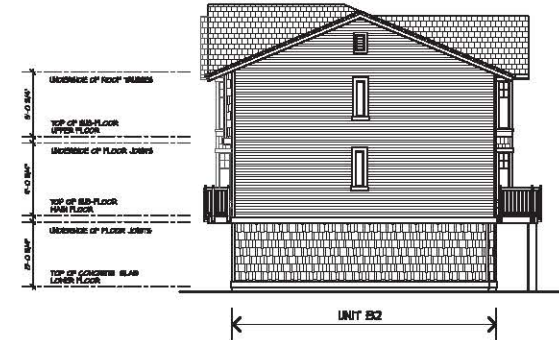 UNDERSIDE OF ROOF TRUSSES
TOP OF SUB-FLOOR
UPPER FLOOR
UNDERSIDE OF FLOOR JOISTS
TOP OF SUB-FLOOR
MAIN FLOOR
UNDERSIDE OF FLOOR JOISTS
TOP OF CONCRETE SLAB
LOWER FLOOR
UNIT